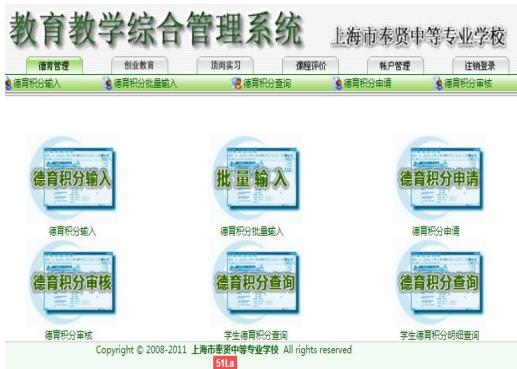 教育教学综合管理系统 上海市奉贤中等专业学校
德育管理 创业教育 顶岗实习 课程评价 帐户管理 注销登录
德育积分输入 德育积分批量输入 德育积分查询 德育积分申请 德育积分审核
德育积分输入 批量输入 德育积分申请
德育积分输入 德育积分批量输入 德育积分申请
德育积分审核 德育积分查询 德育积分查询
德育积分审核 学生德育积分查询 学生德育积分明细查询
Copyright © 2008-2011 上海市奉贤中等专业学校 All rights reserved
51La